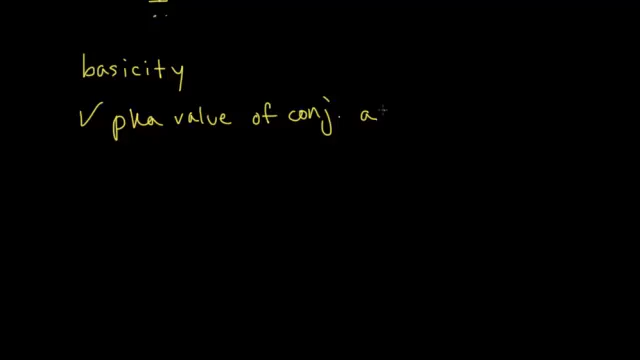 basicity
✓ pka value of conj. a